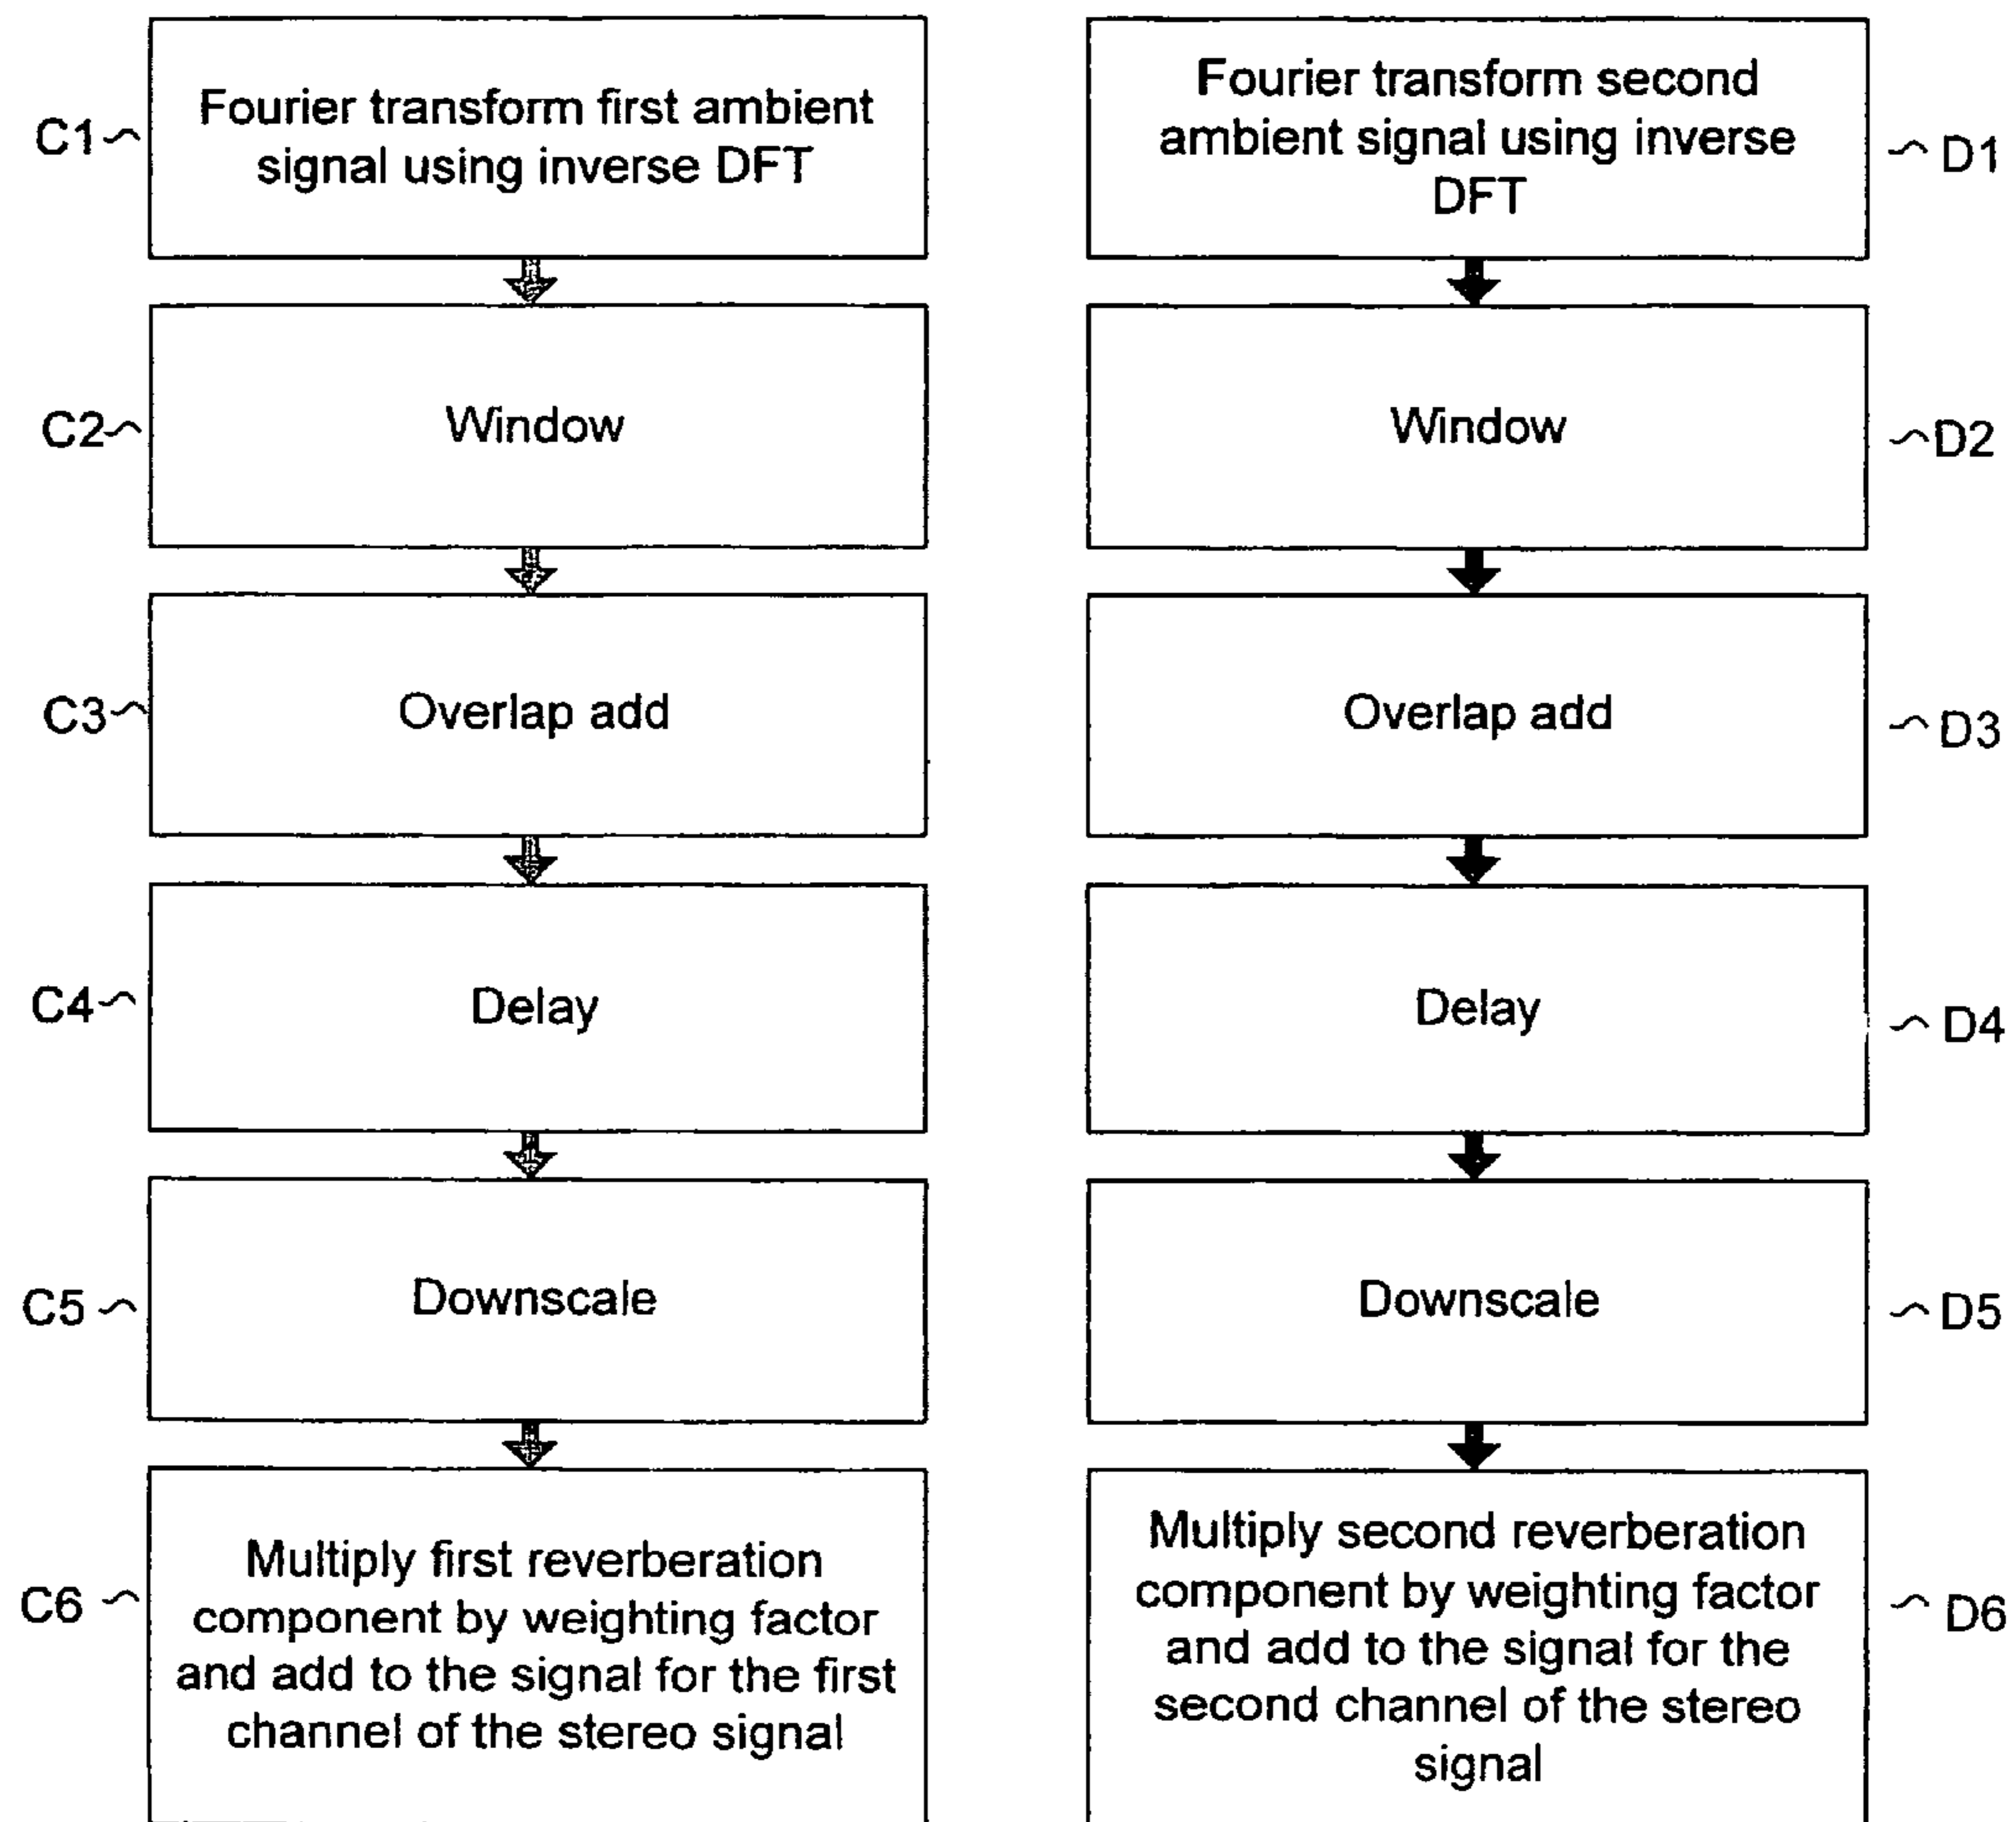 C1
Fourier transform first ambient
signal using inverse DFT
C2
Window
C3
Overlap add
C4
Delay
C5
Downscale
C6
Multiply first reverberation
component by weighting factor
and add to the signal for the first
channel of the stereo signal
Fourier transform second
ambient signal using inverse
DFT
D1
Window
D2
Overlap add
D3
Delay
D4
Downscale
D5
Multiply second reverberation
component by weighting factor
and add to the signal for the
second channel of the stereo
signal
D6